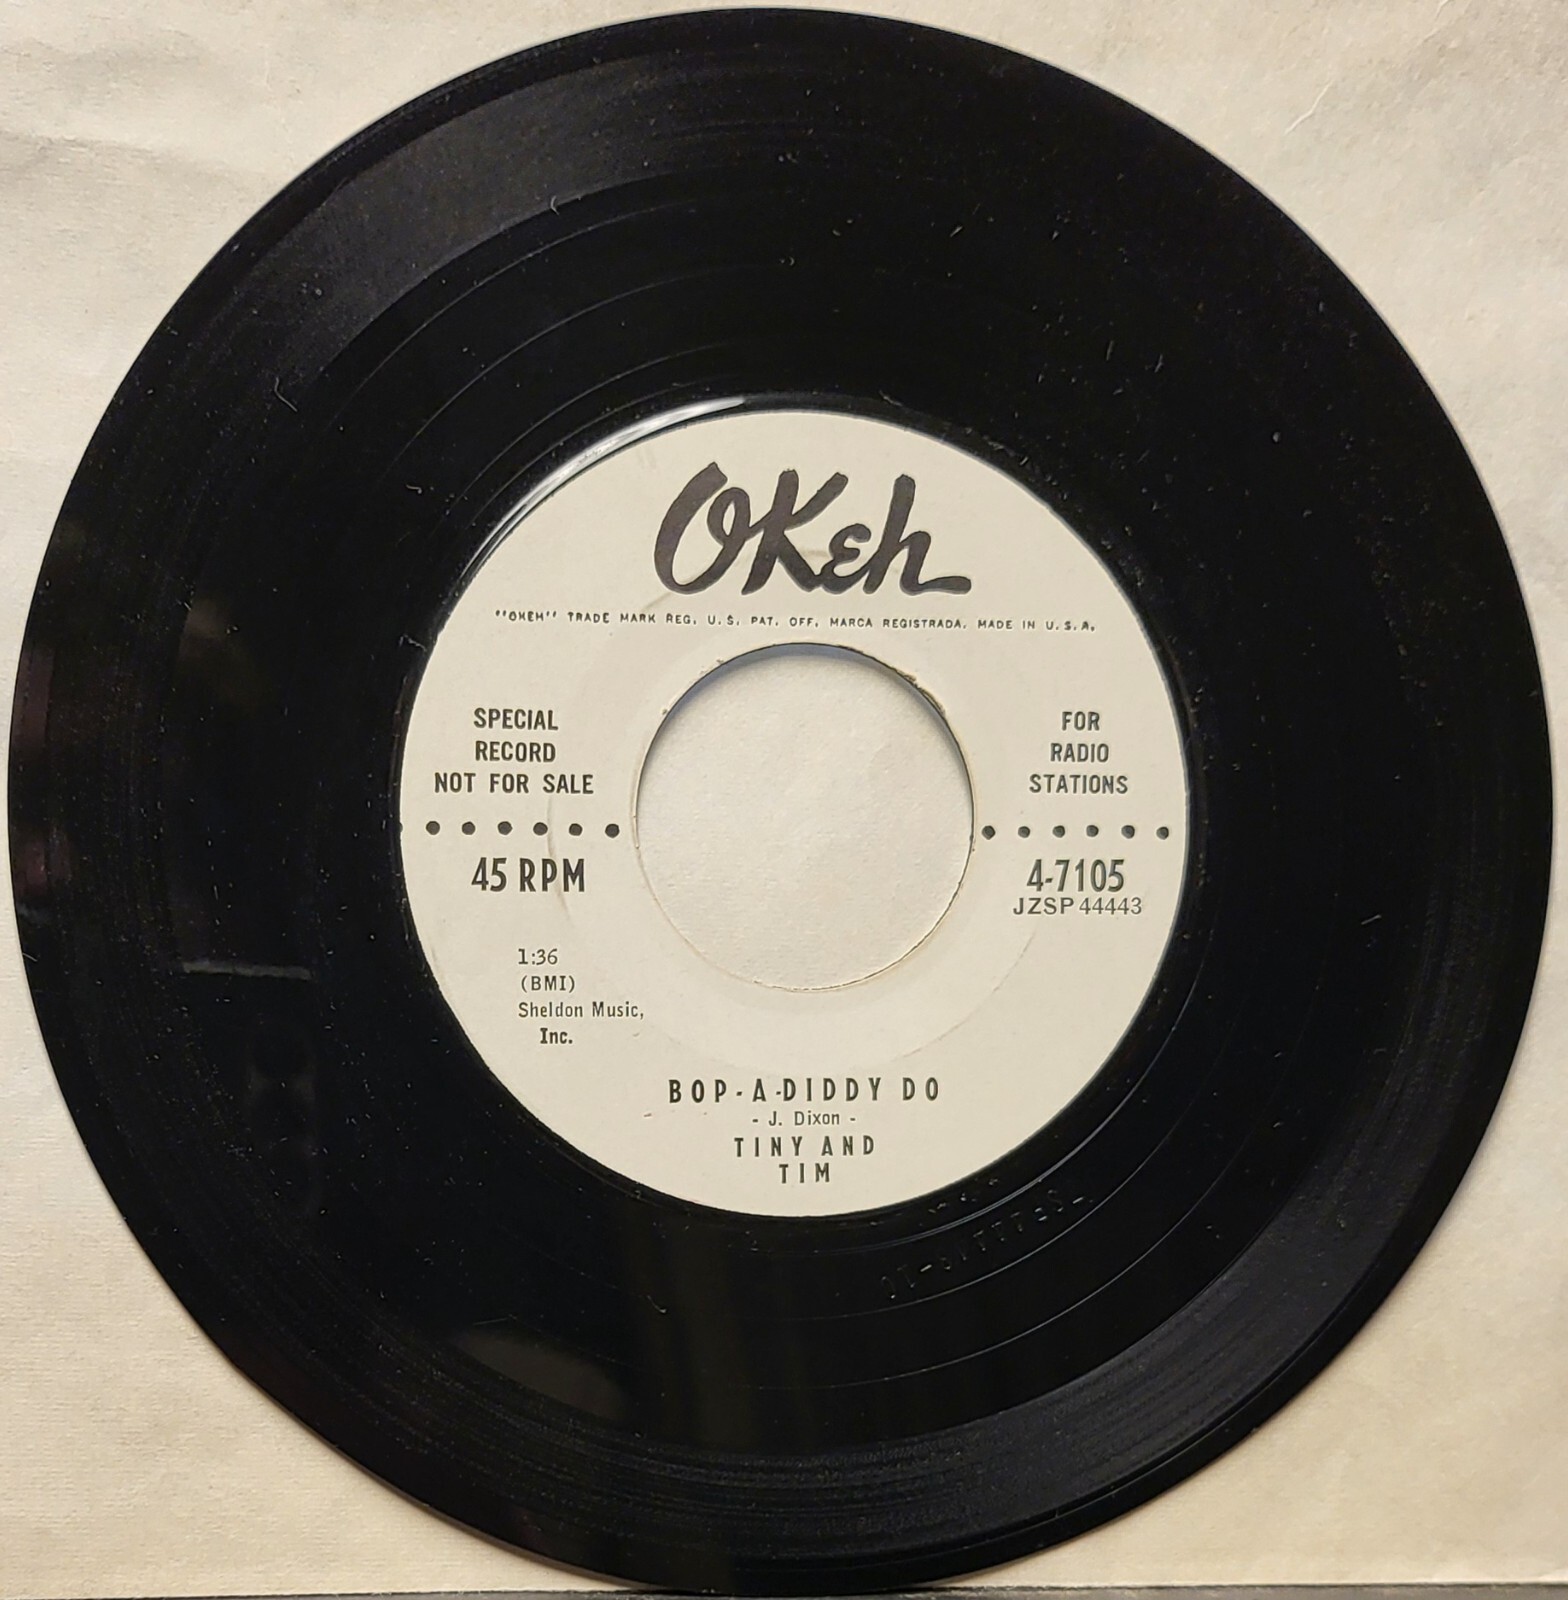 OKeh
"OKEH" TRADE MARK REG. U.S. PAT. OFF. MARCA REGISTRADA. MADE IN U.S.A.
SPECIAL
RECORD
NOT FOR SALE
FOR
RADIO
STATIONS
45 RPM
4-7105
JZSP 44443
1:36
(BMI)
Sheldon Music,
Inc.
BOP-A-DIDDY DO
- J. Dixon -
TINY AND
TIM